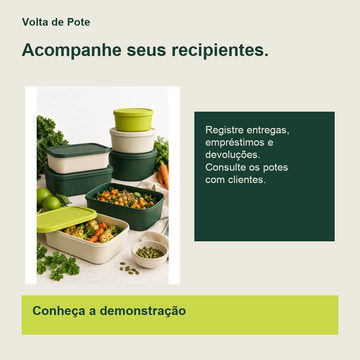 Volta de Pote
Acompanhe seus recipientes.
Registre entregas,
empréstimos e
devoluções.
Consulte os potes
com clientes.
Conheça a demonstração